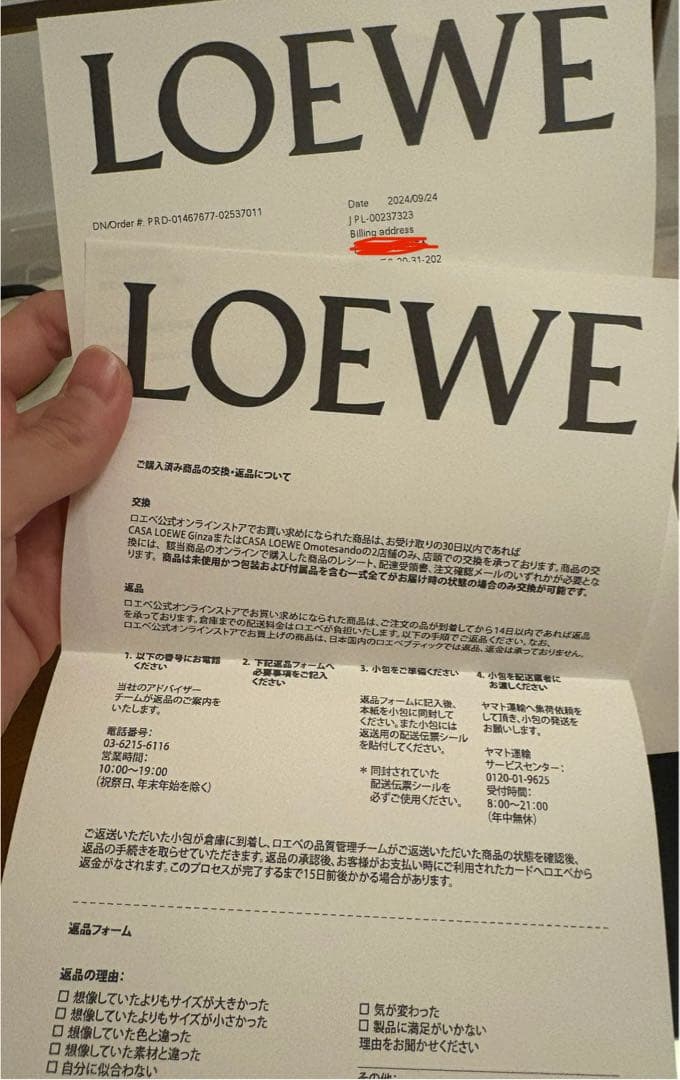 LOEWE
DN/Order #: PRD-01467677-02537011
Date 2024/09/24
JPL-00237323
Billing address
20-31-202
LOEWE
ご購入済み商品の交換・返品について
交換
ロエベ公式オンラインストアでお買い求めになられた商品は、お受け取りの30日以内であれば
CASA LOEWE GinzaまたはCASA LOEWE Omotesandoの2店舗のみ、店頭での交換を承っております。商品の交
換には、該当商品のオンラインで購入した商品のレシート、配達受領書、注文確認メールのいずれかが必要とな
ります。商品は未使用かつ包装および付属品を含む一式全てがお届け時の状態の場合のみ交換が可能です。
返品
ロエベ公式オンラインストアでお買い求めになられた商品は、ご注文の品が到着してから14日以内であれば返品
を承っております。倉庫までの配送料金はロエベが負担いたします。以下の手順でご返品ください。なお、
ロエベ公式オンラインストアでお買上げの商品は、日本国内のロエベブティックでは返品、返金は承っておりません。
1. 以下の番号にお電話
ください
当社のアドバイザー
チームが返品のご案内を
いたします。
電話番号：
03-6215-6116
営業時間：
10:00～19:00
（祝祭日、年末年始を除く）
2. 下記返品フォームへ
必要事項をご記入
ください
3. 小包をご準備ください
返品フォームに記入後、
本紙を小包に同封して
ください。また小包には
返送用の配送伝票シール
を貼付してください。
＊ 同封されていた
配送伝票シールを
必ずご使用ください。
4. 小包を配送業者に
お渡しください
ヤマト運輸へ集荷依頼を
して頂き、小包の発送を
お願いします。
ヤマト運輸
サービスセンター：
0120-01-9625
受付時間：
8:00～21:00
（年中無休）
ご返送いただいた小包が倉庫に到着し、ロエベの品質管理チームがご返送いただいた商品の状態を確認後、
返品の手続きを取らせていただきます。返品の承認後、お客様がお支払い時にご利用されたカードへロエベから
返金がなされます。このプロセスが完了するまで15日前後かかる場合があります。
返品フォーム
返品の理由：
□ 想像していたよりもサイズが大きかった
□ 想像していたよりもサイズが小さかった
□ 想像していた色と違った
□ 想像していた素材と違った
□ 自分に似合わない
□ 気が変わった
□ 製品に満足がいかない
理由をお聞かせください
その他：